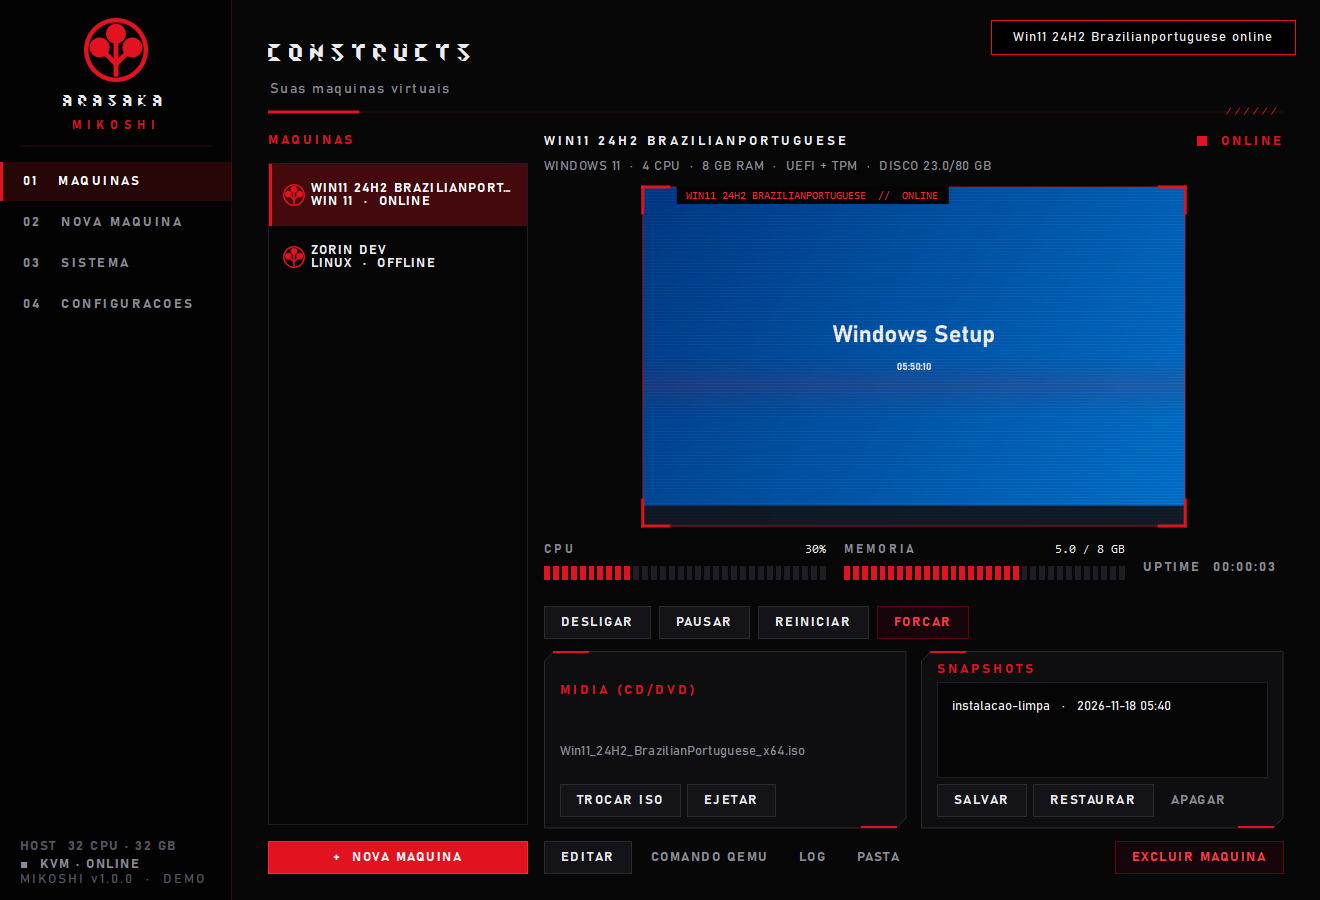 ARASAKA
MIKOSHI
01 MAQUINAS
02 NOVA MAQUINA
03 SISTEMA
04 CONFIGURACOES
HOST 32 CPU · 32 GB
KVM · ONLINE
MIKOSHI v1.0.0 · DEMO
CONSTRUCTS
Suas maquinas virtuais
Win11 24H2 Brazilianportuguese online
//////
MAQUINAS
WIN11 24H2 BRAZILIANPORT…
WIN 11 · ONLINE
ZORIN DEV
LINUX · OFFLINE
+ NOVA MAQUINA
WIN11 24H2 BRAZILIANPORTUGUESE
ONLINE
WINDOWS 11 · 4 CPU · 8 GB RAM · UEFI + TPM · DISCO 23.0/80 GB
WIN11 24H2 BRAZILIANPORTUGUESE // ONLINE
Windows Setup
05:50:10
CPU 30%
MEMORIA 5.0 / 8 GB
UPTIME 00:00:03
DESLIGAR PAUSAR REINICIAR FORCAR
MIDIA (CD/DVD)
Win11_24H2_BrazilianPortuguese_x64.iso
TROCAR ISO EJETAR
SNAPSHOTS
instalacao-limpa · 2026-11-18 05:40
SALVAR RESTAURAR APAGAR
EDITAR COMANDO QEMU LOG PASTA EXCLUIR MAQUINA